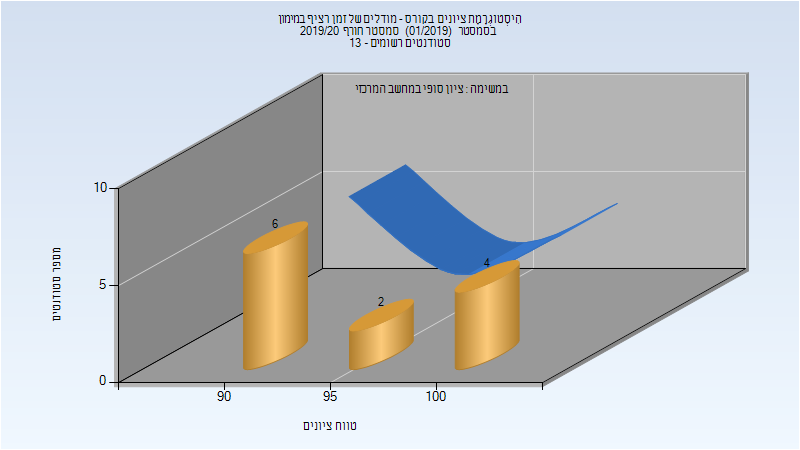 היסטוגרמת ציונים בקורס - מודלים של זמן רציף במימון
בסמסטר (01/2019) סמסטר חורף 2019/20
סטודנטים רשומים - 13
במשימה : ציון סופי במחשב המרכזי
מספר סטודנטים
10
5
0
6
2
4
90
95
100
טווח ציונים